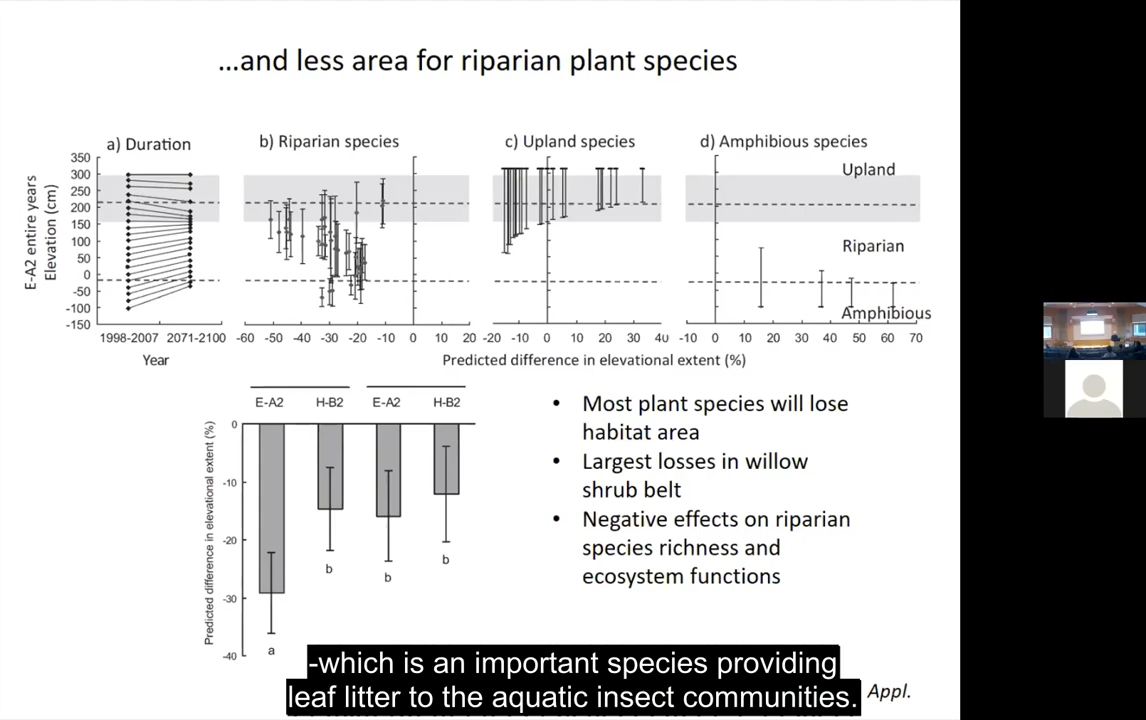 ...and less area for riparian plant species
a) Duration
b) Riparian species
c) Upland species
d) Amphibious species
E-A2 entire years
Elevation (cm)
350
300
250
200
150
100
50
0
-50
-100
-150
1998-2007 2071-2100
Year
-60 -50 -40 -30 -20 -10 0 10 20
-20 -10 0 10 20 30 40
-10 0 10 20 30 40 50 60 70
Predicted difference in elevational extent (%)
Upland
Riparian
Amphibious
E-A2 H-B2 E-A2 H-B2
Predicted difference in elevational extent (%)
0
-10
-20
-30
-40
a
b
b
b
• Most plant species will lose
habitat area
• Largest losses in willow
shrub belt
• Negative effects on riparian
species richness and
ecosystem functions
-which is an important species providing
leaf litter to the aquatic insect communities.
Appl.